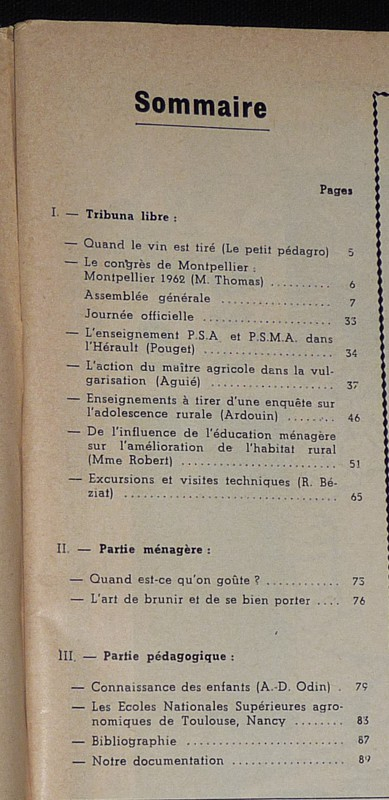 Sommaire
Pages
I. — Tribuna libre :
— Quand le vin est tiré (Le petit pédagro) 5
— Le congrès de Montpellier :
Montpellier 1962 (M. Thomas) .......... 6
Assemblée générale ................ 7
Journée officielle .................... 33
— L'enseignement P.S.A. et P.S.M.A. dans
l'Hérault (Pouget) .................... 34
— L'action du maître agricole dans la vul-
garisation (Aguié) ................... 37
— Enseignements à tirer d'une enquête sur
l'adolescence rurale (Ardouin) ........ 46
— De l'influence de l'éducation ménagère
sur l'amélioration de l'habitat rural
(Mme Robert) ........................ 51
— Excursions et visites techniques (R. Bé-
ziat) ................................. 65
II. — Partie ménagère :
— Quand est-ce qu'on goûte ? ............ 75
— L'art de brunir et de se bien porter .... 76
III. — Partie pédagogique :
— Connaissance des enfants (A.-D. Odin) . 79
— Les Ecoles Nationales Supérieures agro-
nomiques de Toulouse, Nancy ........ 83
— Bibliographie ......................... 87
— Notre documentation .................. 89